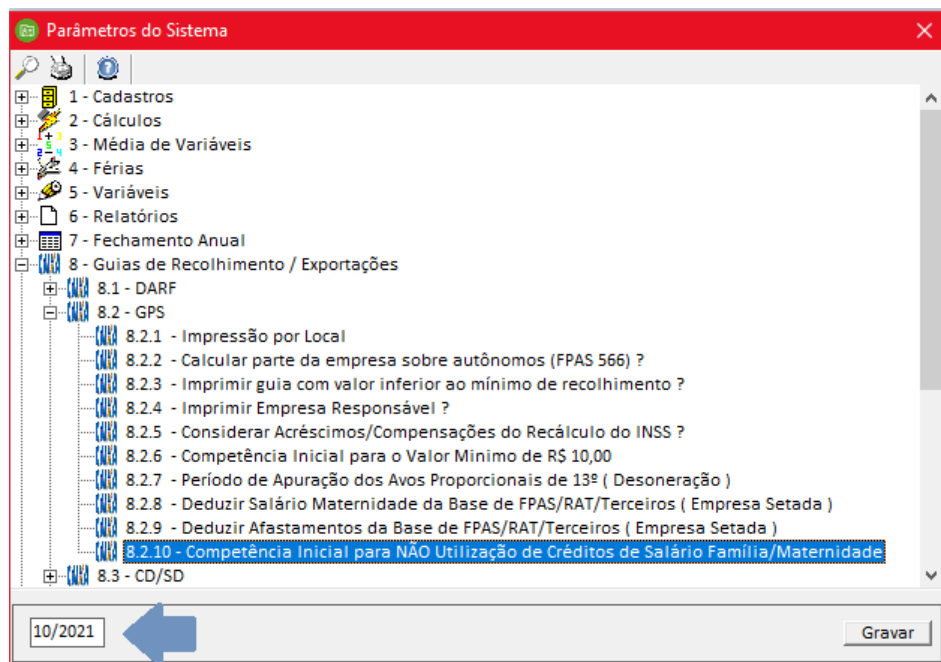 Parâmetros do Sistema
1 - Cadastros
2 - Cálculos
3 - Média de Variáveis
4 - Férias
5 - Variáveis
6 - Relatórios
7 - Fechamento Anual
8 - Guias de Recolhimento / Exportações
8.1 - DARF
8.2 - GPS
8.2.1 - Impressão por Local
8.2.2 - Calcular parte da empresa sobre autônomos (FPAS 566) ?
8.2.3 - Imprimir guia com valor inferior ao mínimo de recolhimento ?
8.2.4 - Imprimir Empresa Responsável ?
8.2.5 - Considerar Acréscimos/Compensações do Recálculo do INSS ?
8.2.6 - Competência Inicial para o Valor Minimo de R$ 10,00
8.2.7 - Período de Apuração dos Avos Proporcionais de 13º ( Desoneração )
8.2.8 - Deduzir Salário Maternidade da Base de FPAS/RAT/Terceiros ( Empresa Setada )
8.2.9 - Deduzir Afastamentos da Base de FPAS/RAT/Terceiros ( Empresa Setada )
8.2.10 - Competência Inicial para NÃO Utilização de Créditos de Salário Família/Maternidade
8.3 - CD/SD
10/2021
Gravar